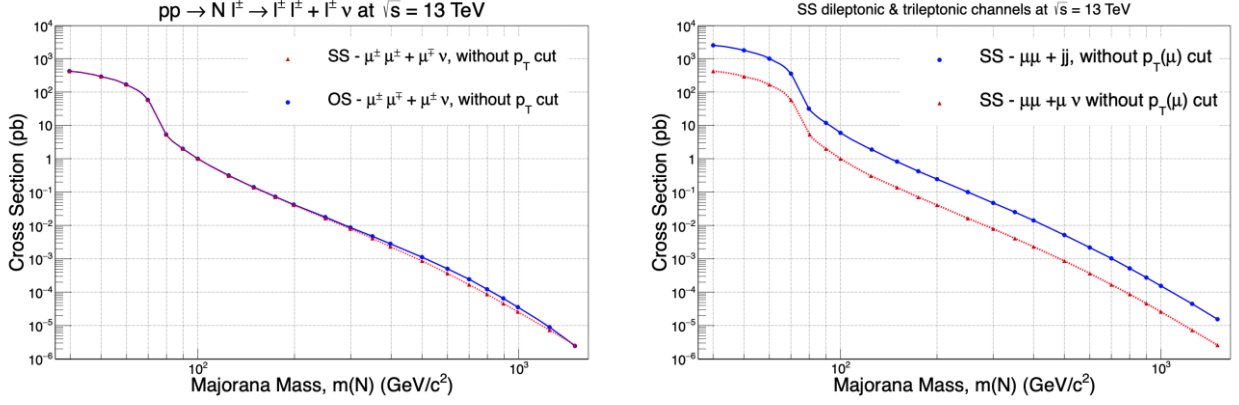 pp → N l± → l± l± + l± ν at √s = 13 TeV
SS - μ± μ± + μ∓ ν, without pT cut
OS - μ± μ∓ + μ± ν, without pT cut
Cross Section (pb)
10⁴
10³
10²
10
1
10⁻¹
10⁻²
10⁻³
10⁻⁴
10⁻⁵
10⁻⁶
10²
10³
Majorana Mass, m(N) (GeV/c²)
SS dileptonic & trileptonic channels at √s = 13 TeV
SS - μμ + jj, without pT(μ) cut
SS - μμ +μ ν without pT(μ) cut
Cross Section (pb)
10⁴
10³
10²
10
1
10⁻¹
10⁻²
10⁻³
10⁻⁴
10⁻⁵
10⁻⁶
10²
10³
Majorana Mass, m(N) (GeV/c²)